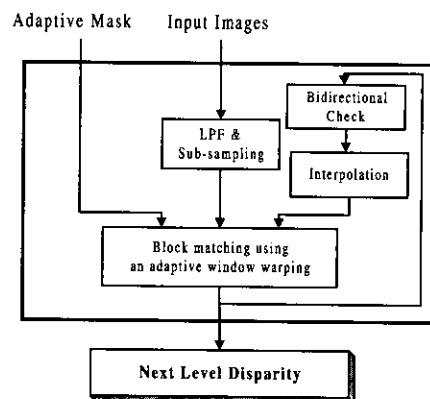 Adaptive Mask
Input Images
Bidirectional
Check
LPF &
Sub-sampling
Interpolation
Block matching using
an adaptive window warping
Next Level Disparity